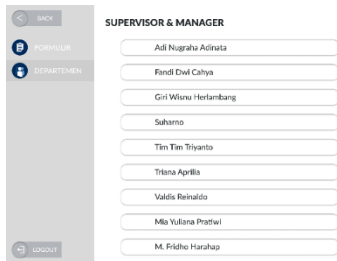 BACK
SUPERVISOR & MANAGER
FORMULIR
DEPARTEMEN
Adi Nugraha Adinata
Fandi Dwi Cahya
Giri Wisnu Herlambang
Suharno
Tim Tim Triyanto
Triana Aprilia
Valdis Reinaldo
Mia Yuliana Pratiwi
M. Fridho Harahap
LOGOUT